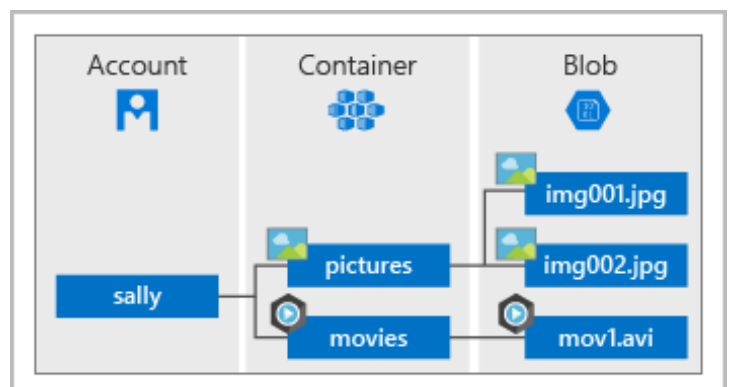 Account
Container
Blob
img001.jpg
pictures
img002.jpg
sally
movies
mov1.avi